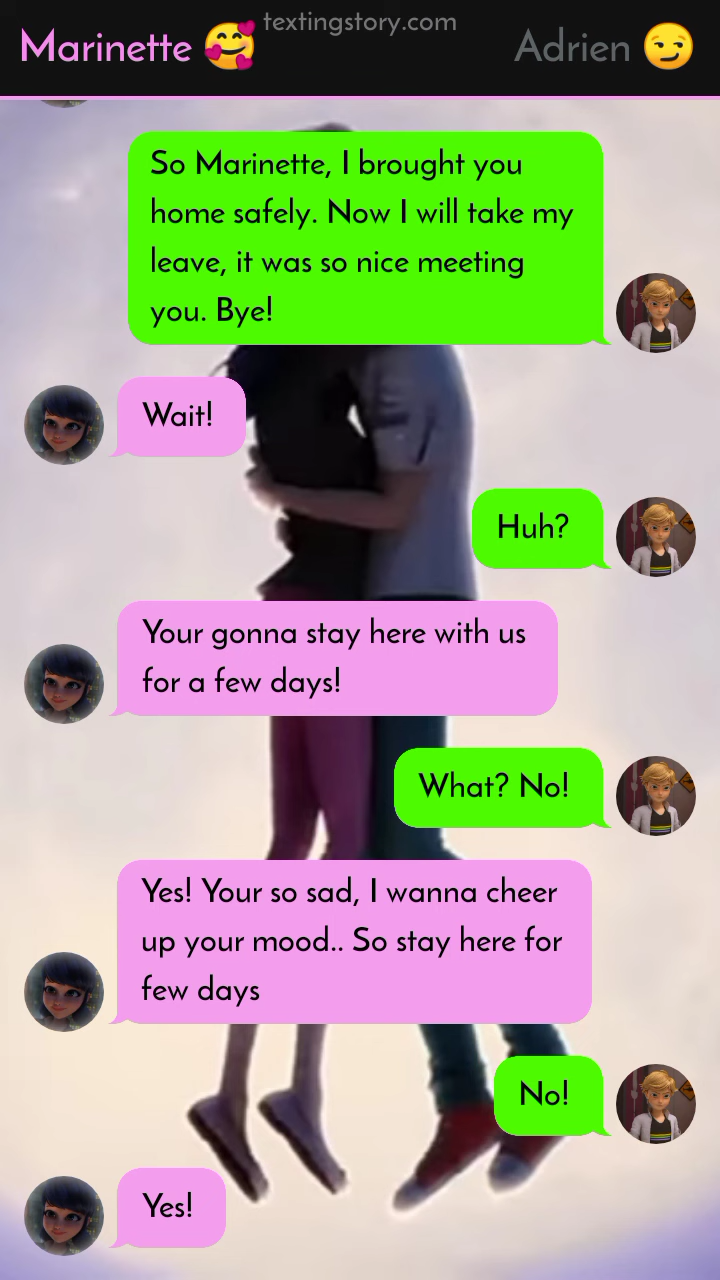 textingstory.com
Marinette 🥰 Adrien 😏
So Marinette, I brought you
home safely. Now I will take my
leave, it was so nice meeting
you. Bye!
Wait!
Huh?
Your gonna stay here with us
for a few days!
What? No!
Yes! Your so sad, I wanna cheer
up your mood.. So stay here for
few days
No!
Yes!